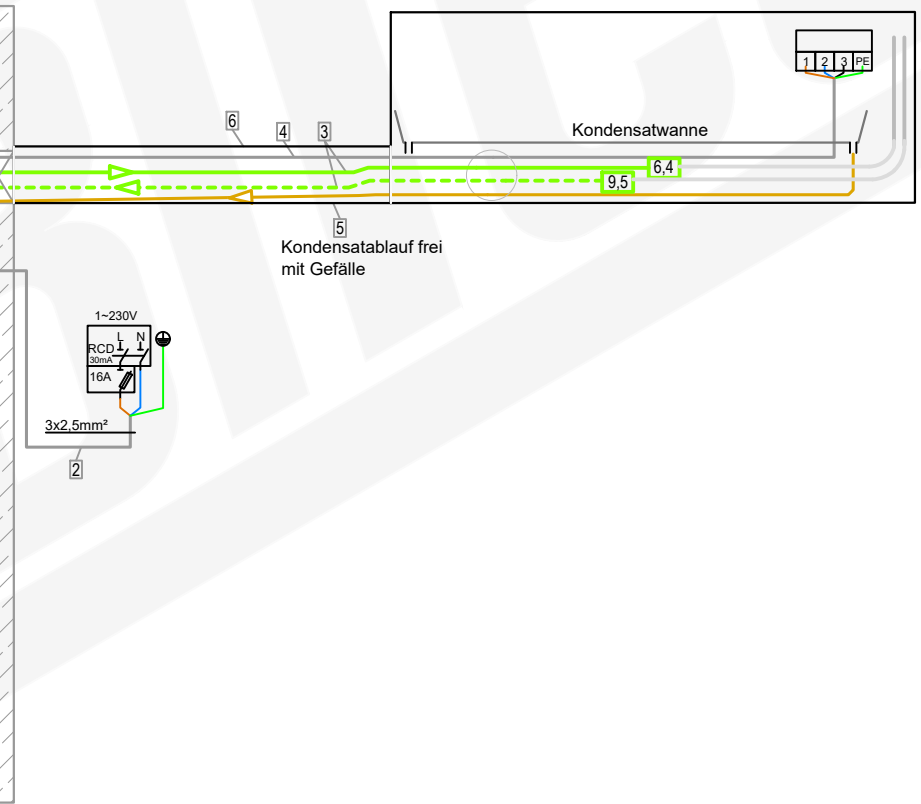 1 2 3 PE
Kondensatwanne
6 4 3
6,4
9,5
5
Kondensatablauf frei
mit Gefälle
1~230V
L N
RCD
30mA
16A
3x2,5mm²
2